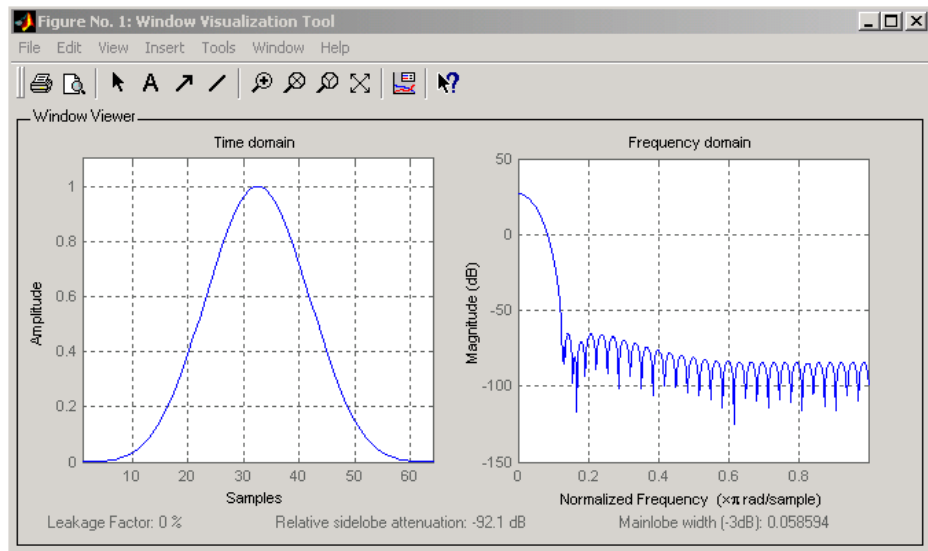 Figure No. 1: Window Visualization Tool
File Edit View Insert Tools Window Help
A
Window Viewer
Time domain
Amplitude
1
0.8
0.6
0.4
0.2
0
10 20 30 40 50 60
Samples
Frequency domain
Magnitude (dB)
50
0
-50
-100
-150
0 0.2 0.4 0.6 0.8
Normalized Frequency (×π rad/sample)
Leakage Factor: 0 % Relative sidelobe attenuation: -92.1 dB Mainlobe width (-3dB): 0.058594